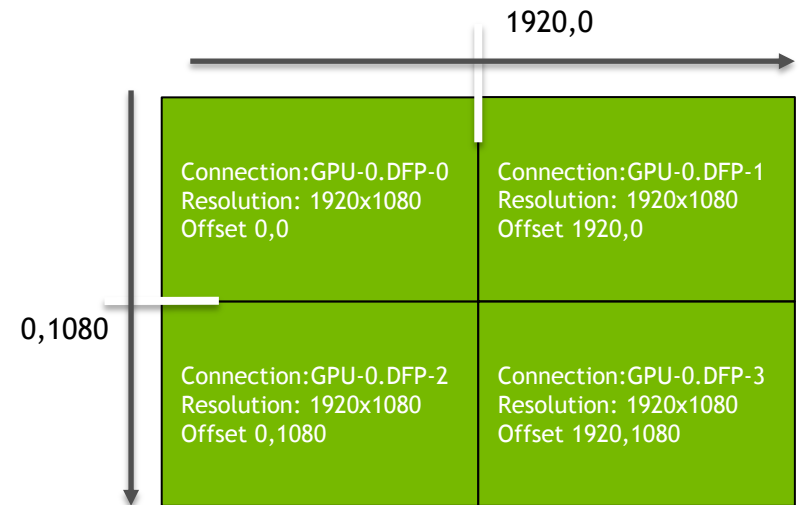 1920,0
Connection:GPU-0.DFP-0
Resolution: 1920x1080
Offset 0,0
Connection:GPU-0.DFP-1
Resolution: 1920x1080
Offset 1920,0
0,1080
Connection:GPU-0.DFP-2
Resolution: 1920x1080
Offset 0,1080
Connection:GPU-0.DFP-3
Resolution: 1920x1080
Offset 1920,1080